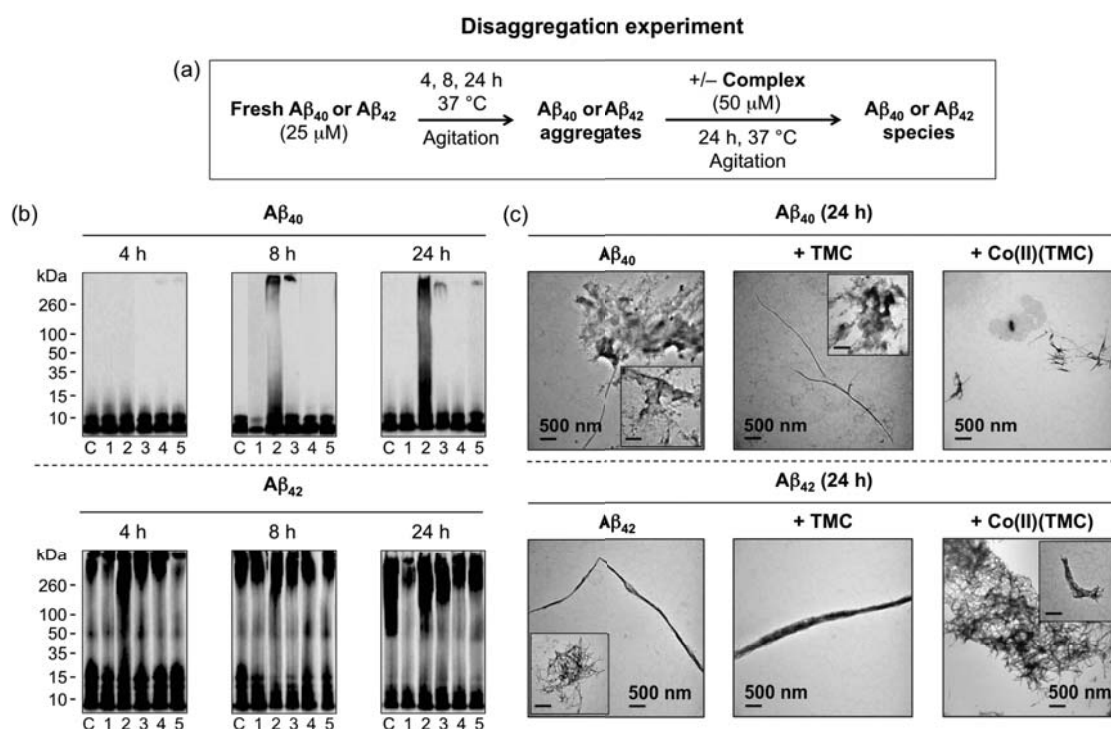 Disaggregation experiment
(a)
Fresh Aβ₄₀ or Aβ₄₂
(25 μM)
4, 8, 24 h
37 °C
Agitation
Aβ₄₀ or Aβ₄₂
aggregates
+/– Complex
(50 μM)
24 h, 37 °C
Agitation
Aβ₄₀ or Aβ₄₂
species
(b)
Aβ₄₀
4 h
8 h
24 h
kDa
260
100
50
35
15
10
C 1 2 3 4 5
C 1 2 3 4 5
C 1 2 3 4 5
Aβ₄₂
4 h
8 h
24 h
kDa
260
100
50
35
15
10
C 1 2 3 4 5
C 1 2 3 4 5
C 1 2 3 4 5
(c)
Aβ₄₀ (24 h)
Aβ₄₀
+ TMC
+ Co(II)(TMC)
500 nm
500 nm
500 nm
Aβ₄₂ (24 h)
Aβ₄₂
+ TMC
+ Co(II)(TMC)
500 nm
500 nm
500 nm